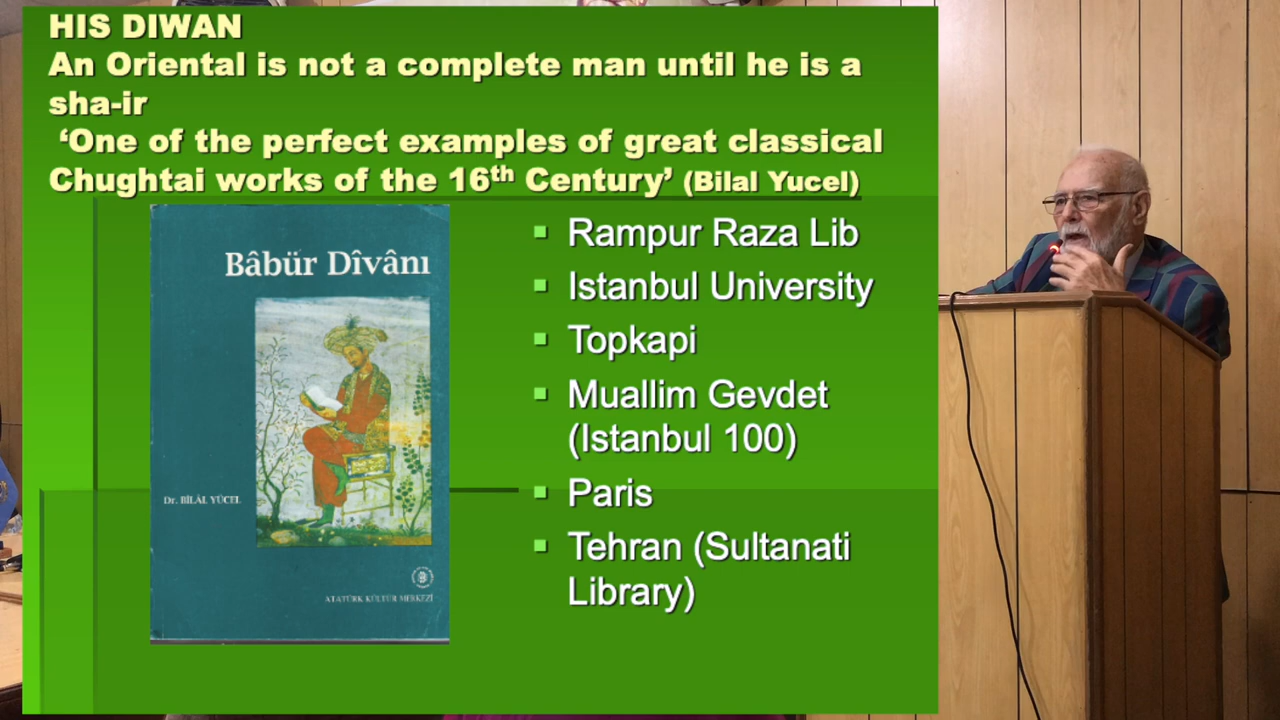 HIS DIWAN
An Oriental is not a complete man until he is a
sha-ir
‘One of the perfect examples of great classical
Chughtai works of the 16th Century’ (Bilal Yucel)
Bâbür Dîvânı
Dr. BİLÂL YÜCEL
ATATÜRK KÜLTÜR MERKEZİ
Rampur Raza Lib
Istanbul University
Topkapi
Muallim Gevdet
(Istanbul 100)
Paris
Tehran (Sultanati
Library)